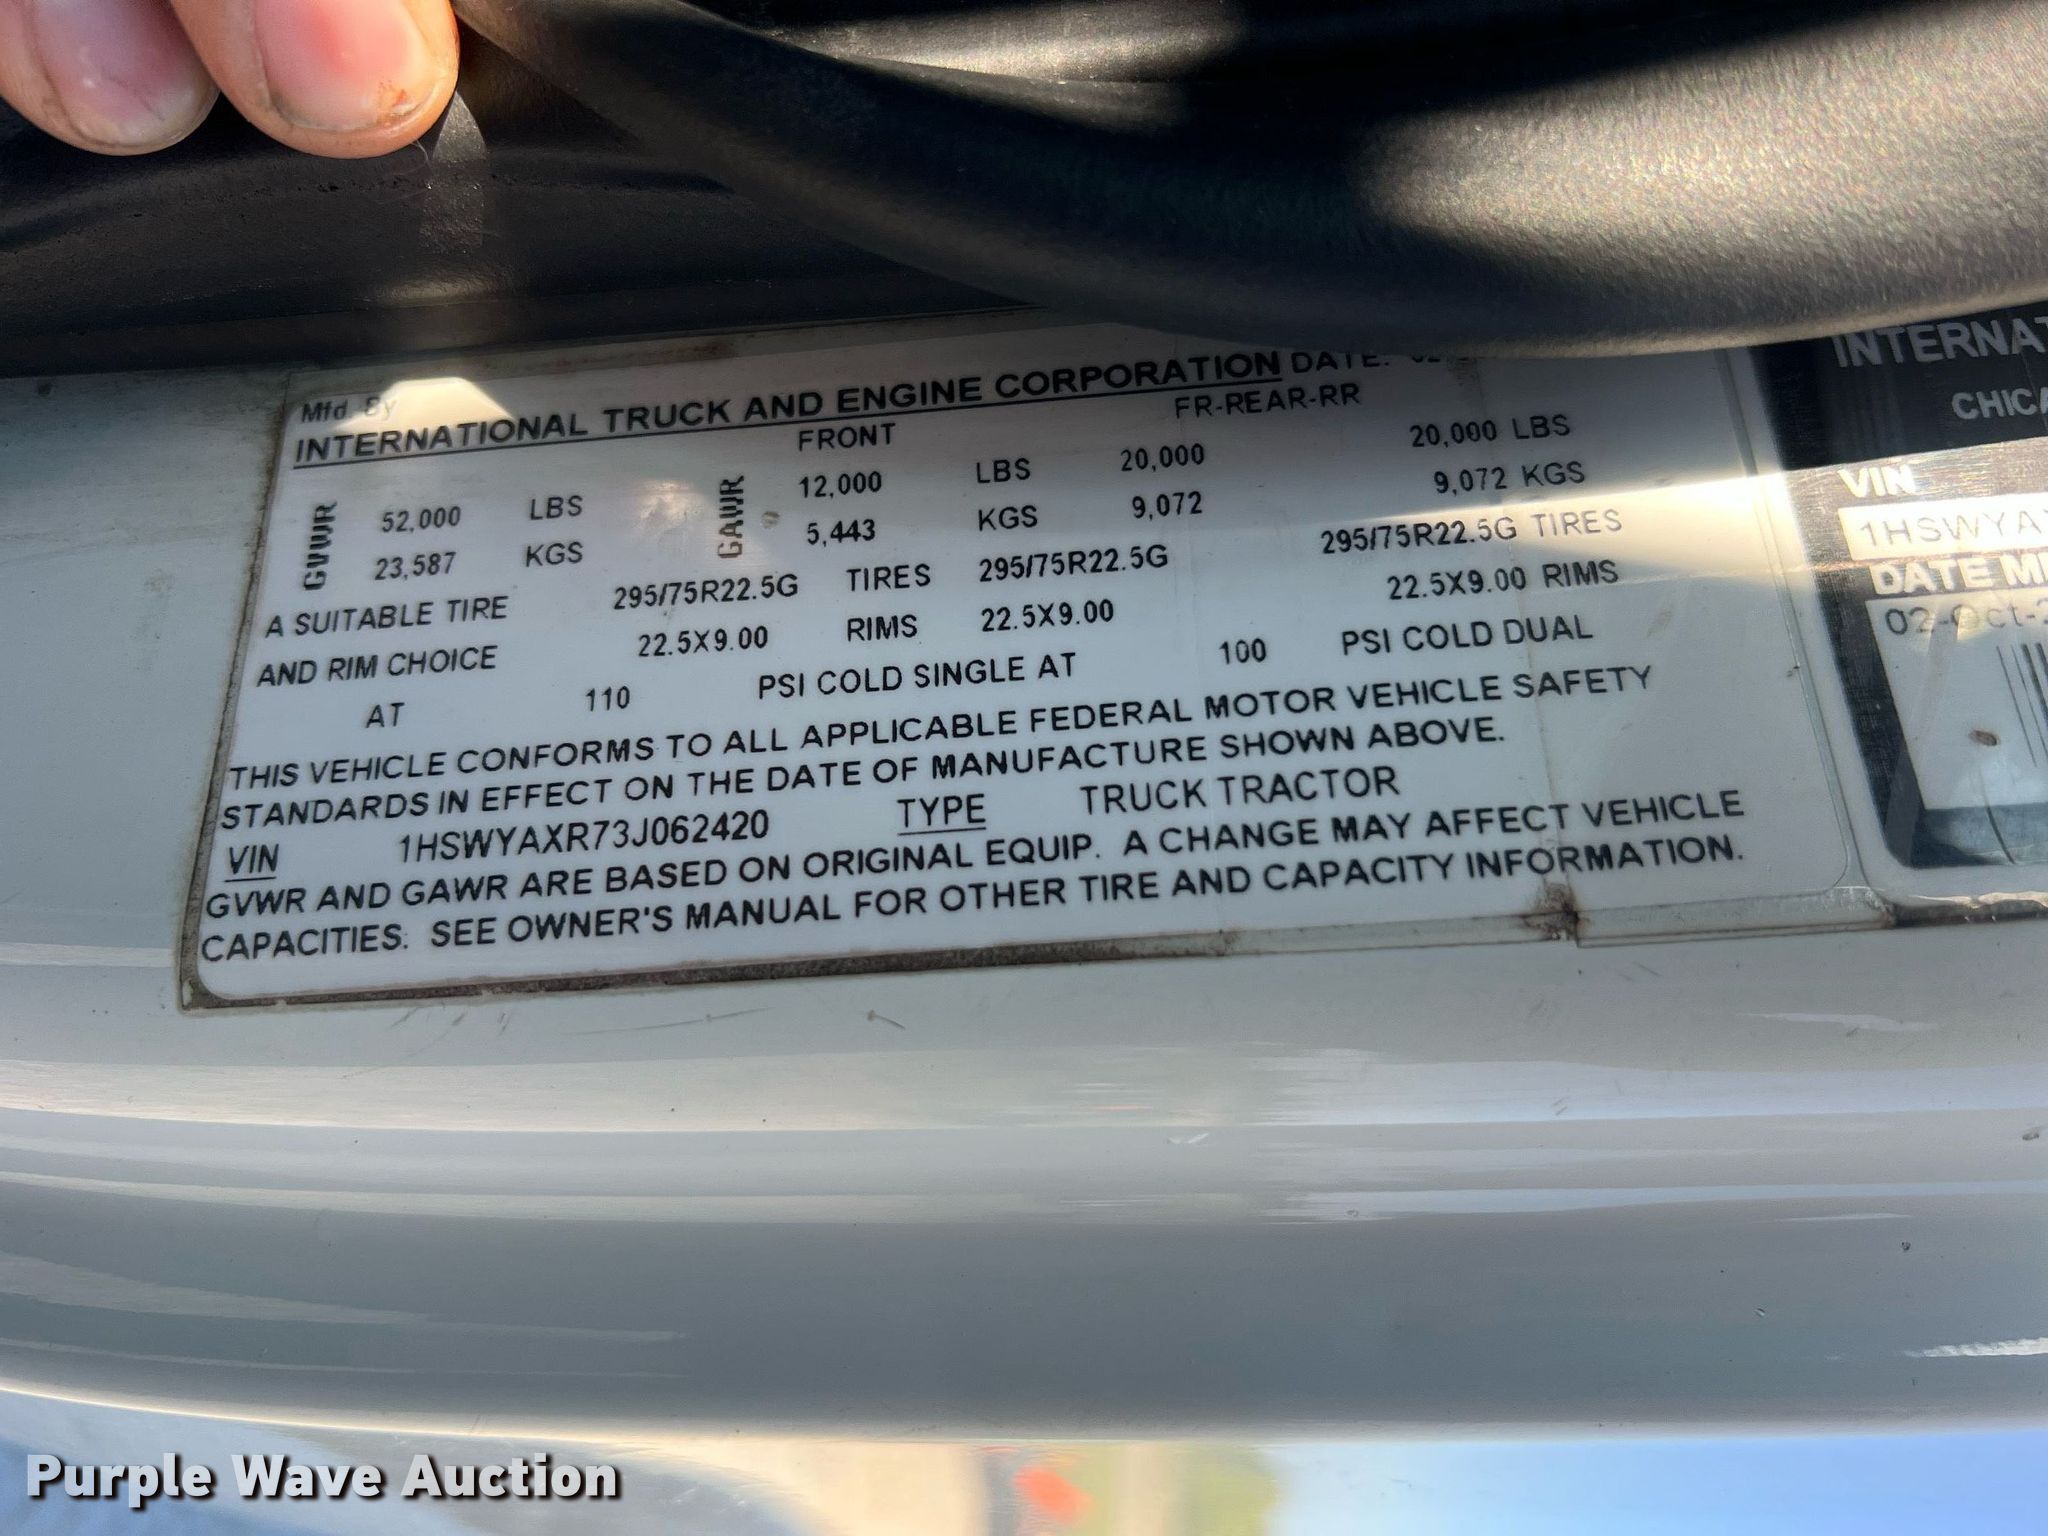 Mfd. By
INTERNATIONAL TRUCK AND ENGINE CORPORATION DATE: 02
FRONT FR-REAR-RR
GVWR 52,000 LBS GAWR 12,000 LBS 20,000 20,000 LBS
23,587 KGS 5,443 KGS 9,072 9,072 KGS
A SUITABLE TIRE 295/75R22.5G TIRES 295/75R22.5G 295/75R22.5G TIRES
AND RIM CHOICE 22.5X9.00 RIMS 22.5X9.00 22.5X9.00 RIMS
AT 110 PSI COLD SINGLE AT 100 PSI COLD DUAL
THIS VEHICLE CONFORMS TO ALL APPLICABLE FEDERAL MOTOR VEHICLE SAFETY
STANDARDS IN EFFECT ON THE DATE OF MANUFACTURE SHOWN ABOVE.
VIN 1HSWYAXR73J062420 TYPE TRUCK TRACTOR
GVWR AND GAWR ARE BASED ON ORIGINAL EQUIP. A CHANGE MAY AFFECT VEHICLE
CAPACITIES. SEE OWNER'S MANUAL FOR OTHER TIRE AND CAPACITY INFORMATION.
INTERNAT
CHICA
VIN
1HSWYA
DATE M
02-Oct-2
Purple Wave Auction